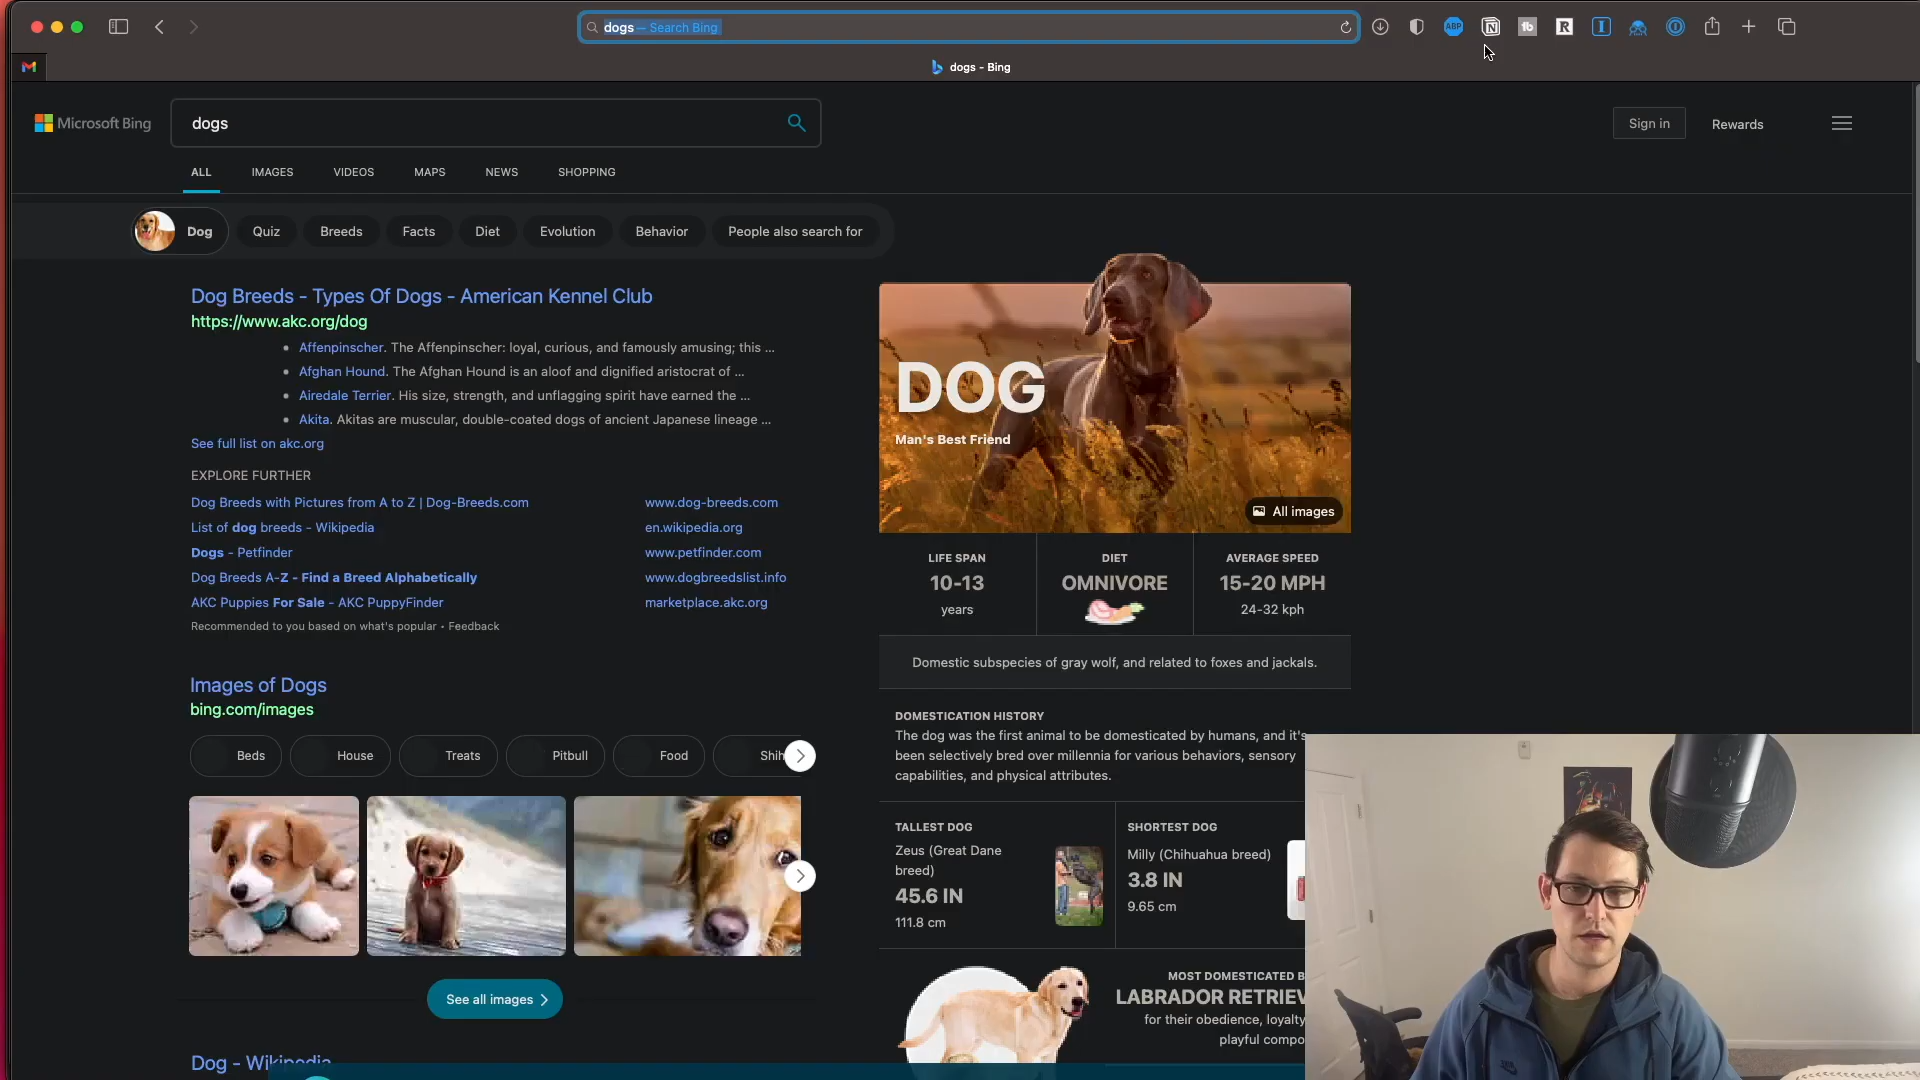 dogs – Search Bing
ABP
tb
R
dogs - Bing
Microsoft Bing
dogs
Sign in
Rewards
ALL
IMAGES
VIDEOS
MAPS
NEWS
SHOPPING
Dog
Quiz
Breeds
Facts
Diet
Evolution
Behavior
People also search for
Dog Breeds - Types Of Dogs - American Kennel Club
https://www.akc.org/dog
Affenpinscher. The Affenpinscher: loyal, curious, and famously amusing; this ...
Afghan Hound. The Afghan Hound is an aloof and dignified aristocrat of ...
Airedale Terrier. His size, strength, and unflagging spirit have earned the ...
Akita. Akitas are muscular, double-coated dogs of ancient Japanese lineage ...
See full list on akc.org
EXPLORE FURTHER
Dog Breeds with Pictures from A to Z | Dog-Breeds.com
www.dog-breeds.com
List of dog breeds - Wikipedia
en.wikipedia.org
Dogs - Petfinder
www.petfinder.com
Dog Breeds A-Z - Find a Breed Alphabetically
www.dogbreedslist.info
AKC Puppies For Sale - AKC PuppyFinder
marketplace.akc.org
Recommended to you based on what's popular • Feedback
Images of Dogs
bing.com/images
Beds
House
Treats
Pitbull
Food
Shih
See all images
Dog - Wikipedia
DOG
Man's Best Friend
All images
LIFE SPAN
10-13
years
DIET
OMNIVORE
AVERAGE SPEED
15-20 MPH
24-32 kph
Domestic subspecies of gray wolf, and related to foxes and jackals.
DOMESTICATION HISTORY
The dog was the first animal to be domesticated by humans, and it's
been selectively bred over millennia for various behaviors, sensory
capabilities, and physical attributes.
TALLEST DOG
Zeus (Great Dane
breed)
45.6 IN
111.8 cm
SHORTEST DOG
Milly (Chihuahua breed)
3.8 IN
9.65 cm
MOST DOMESTICATED B
LABRADOR RETRIEV
for their obedience, loyalty
playful compo